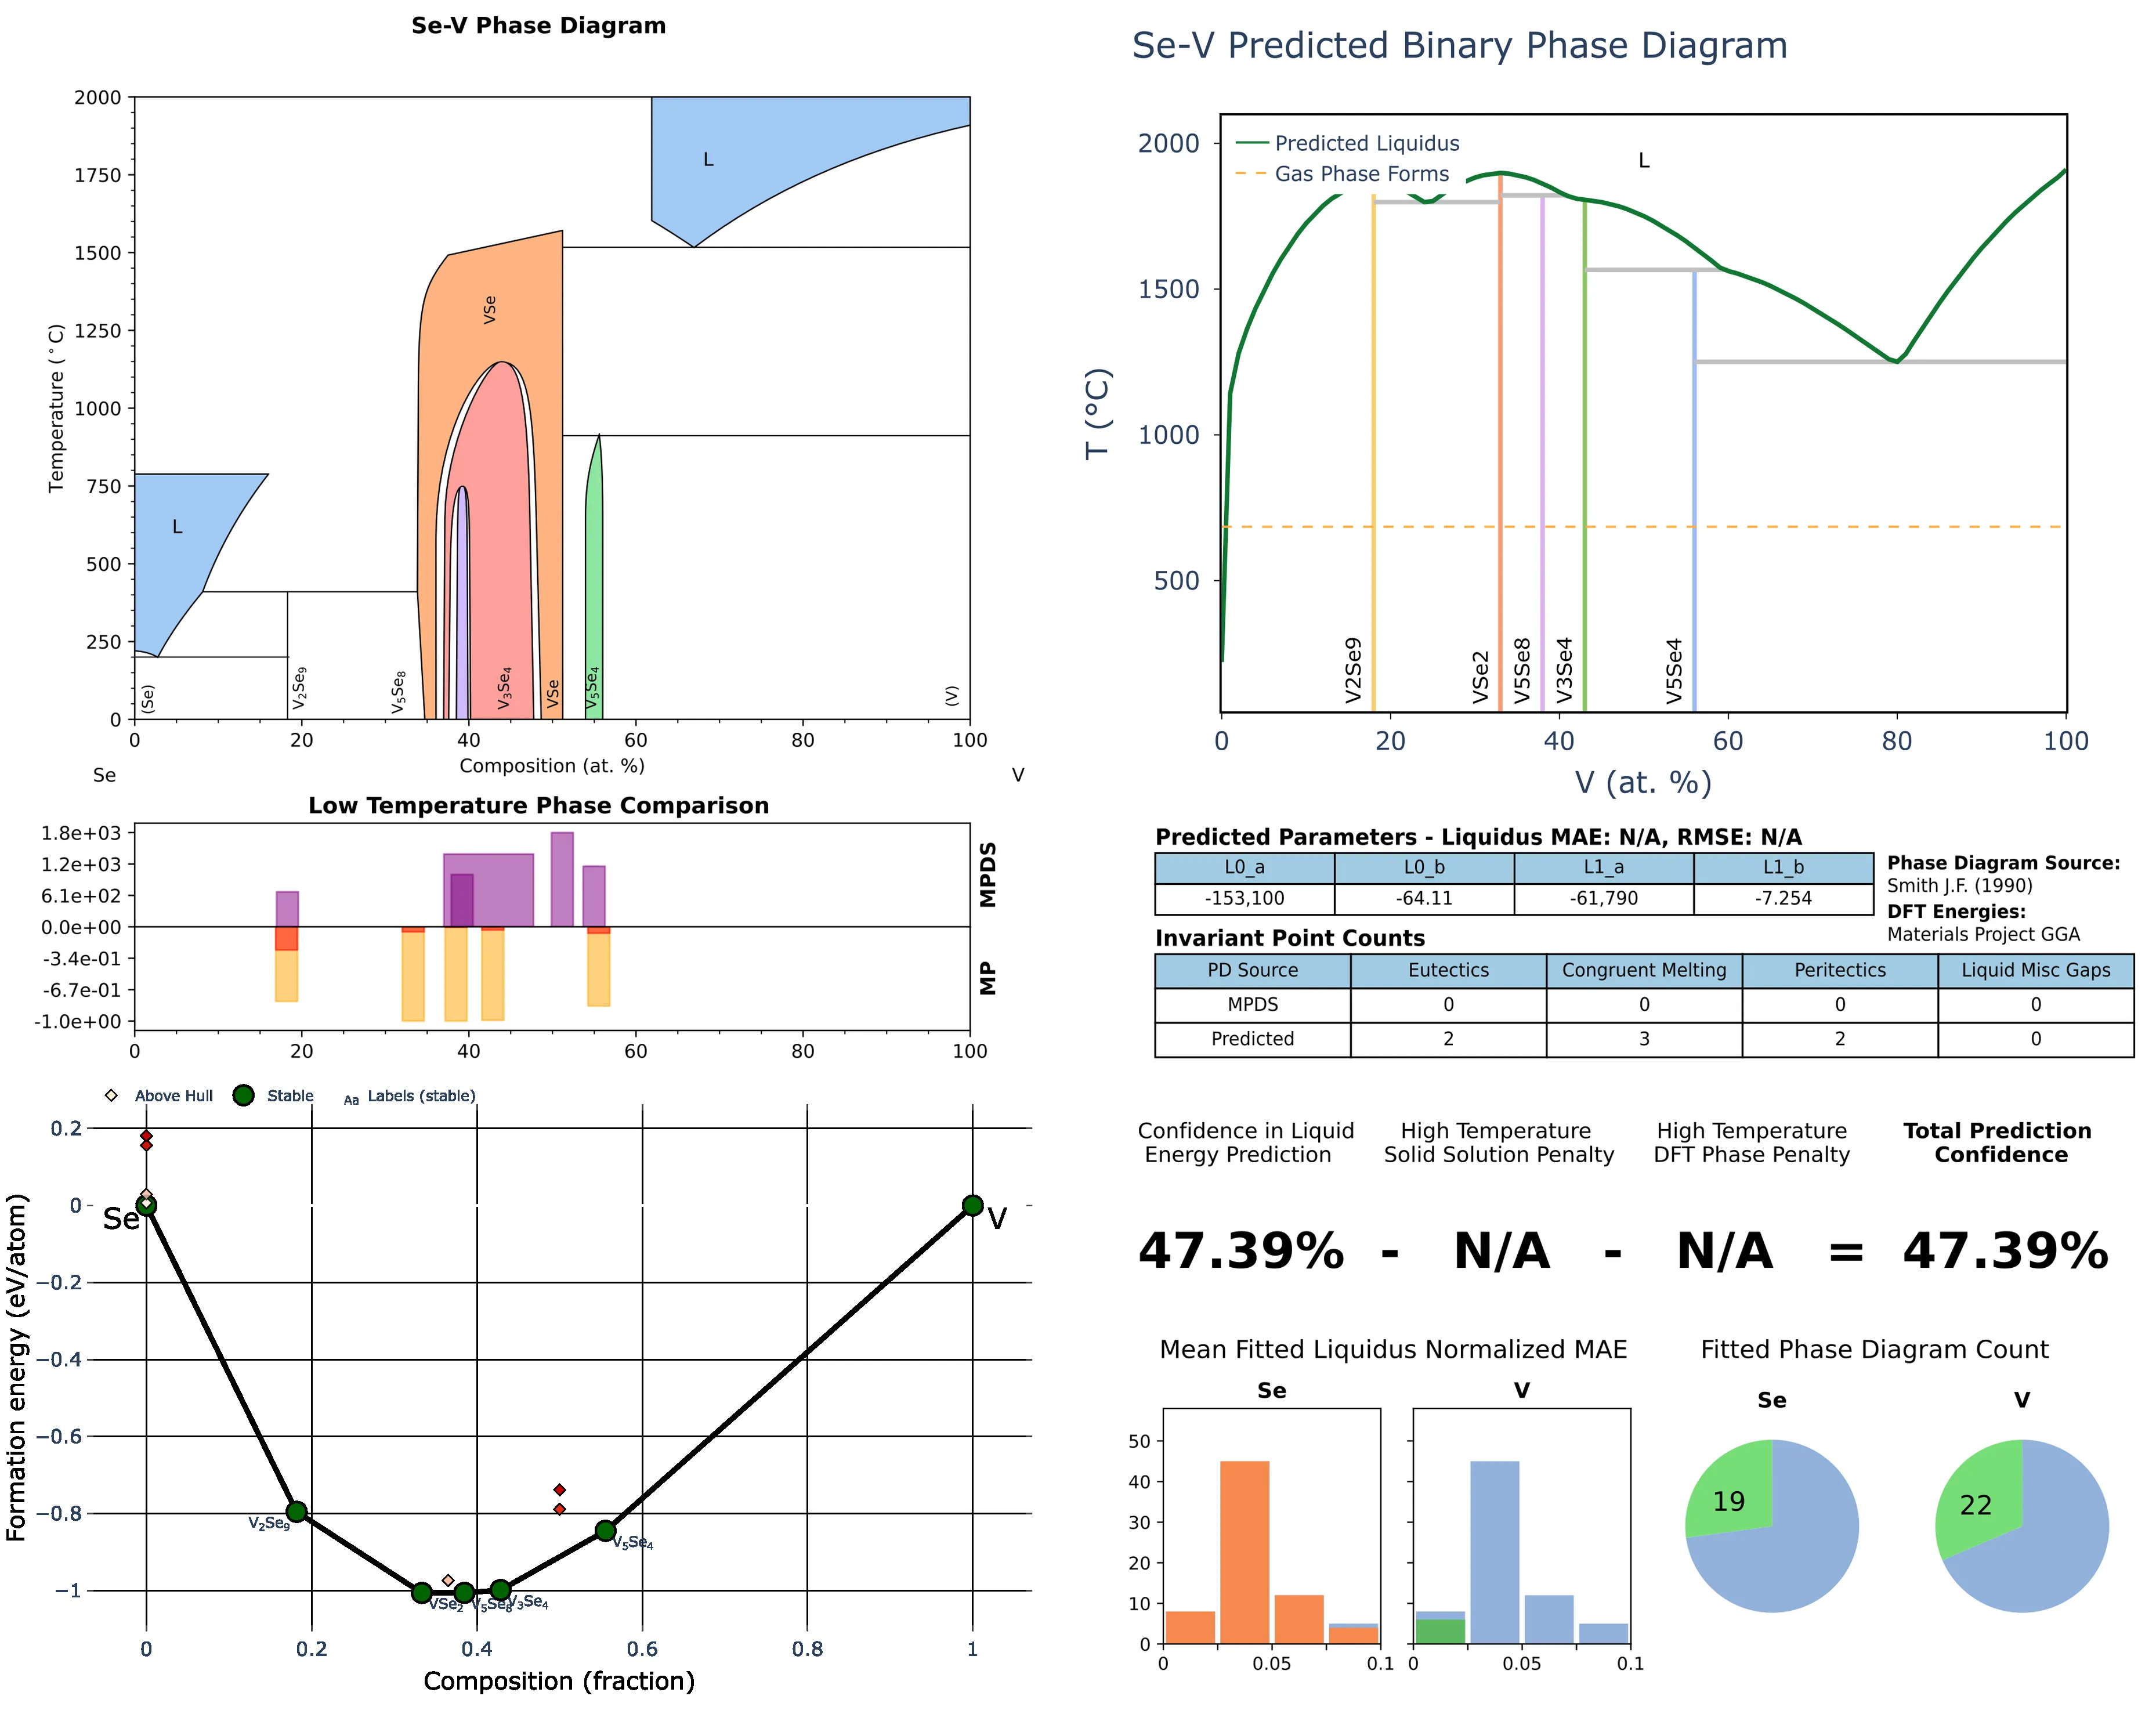 Se-V Phase Diagram
2000
1750
1500
1250
1000
750
500
250
0
Temperature (°C)
L
L
VSe
(Se)
V₂Se₉
V₅Se₈
V₃Se₄
VSe
V₅Se₄
(V)
0 20 40 60 80 100
Composition (at. %)
Se V
Low Temperature Phase Comparison
1.8e+03
1.2e+03
6.1e+02
0.0e+00
-3.4e-01
-6.7e-01
-1.0e+00
MPDS
MP
0 20 40 60 80 100
Above Hull Stable Aa Labels (stable)
0.2
0
−0.2
−0.4
−0.6
−0.8
−1
Formation energy (eV/atom)
Se
V
V₂Se₉
VSe₂
V₅Se₈
V₃Se₄
V₅Se₄
0 0.2 0.4 0.6 0.8 1
Composition (fraction)
Se-V Predicted Binary Phase Diagram
Predicted Liquidus
Gas Phase Forms
L
2000
1500
1000
500
T (°C)
V2Se9
VSe2
V5Se8
V3Se4
V5Se4
0 20 40 60 80 100
V (at. %)
Predicted Parameters - Liquidus MAE: N/A, RMSE: N/A
L0_a L0_b L1_a L1_b
-153,100 -64.11 -61,790 -7.254
Phase Diagram Source:
Smith J.F. (1990)
DFT Energies:
Materials Project GGA
Invariant Point Counts
PD Source Eutectics Congruent Melting Peritectics Liquid Misc Gaps
MPDS 0 0 0 0
Predicted 2 3 2 0
Confidence in Liquid
Energy Prediction
High Temperature
Solid Solution Penalty
High Temperature
DFT Phase Penalty
Total Prediction
Confidence
47.39% - N/A - N/A = 47.39%
Mean Fitted Liquidus Normalized MAE
Se V
50
40
30
20
10
0
0 0.05 0.1
0 0.05 0.1
Fitted Phase Diagram Count
Se V
19
22